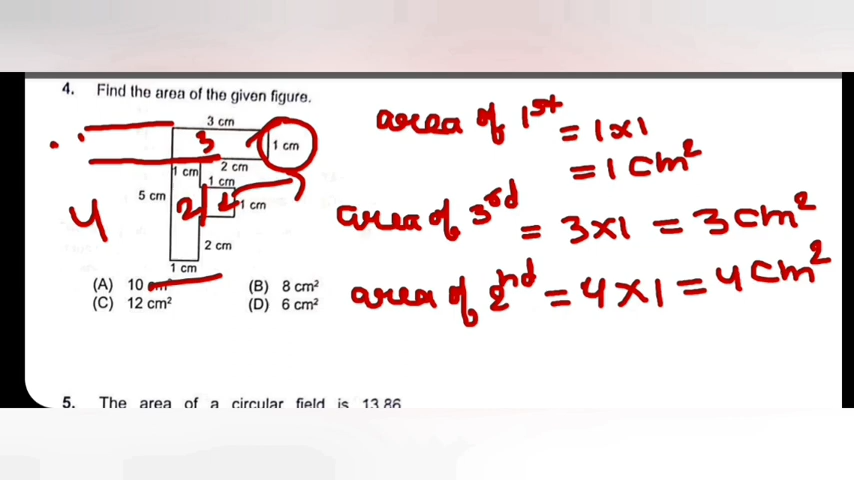 4. Find the area of the given figure.
3 cm
3
1 cm
1 cm
2 cm
1 cm
5 cm
2
1
1 cm
4
2 cm
1 cm
(A) 10 cm² (B) 8 cm²
(C) 12 cm² (D) 6 cm²
area of 1st
= 1×1
= 1 cm²
area of 3rd = 3×1 = 3 cm²
area of 2nd = 4×1 = 4 cm²
5. The area of a circular field is 13.86